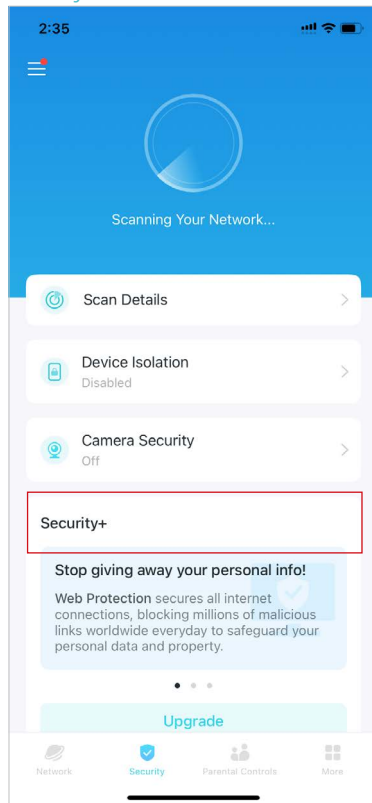 2:35
Scanning Your Network...
Scan Details
Device Isolation
Disabled
Camera Security
Off
Security+
Stop giving away your personal info!
Web Protection secures all internet
connections, blocking millions of malicious
links worldwide everyday to safeguard your
personal data and property.
Upgrade
Network Security Parental Controls More